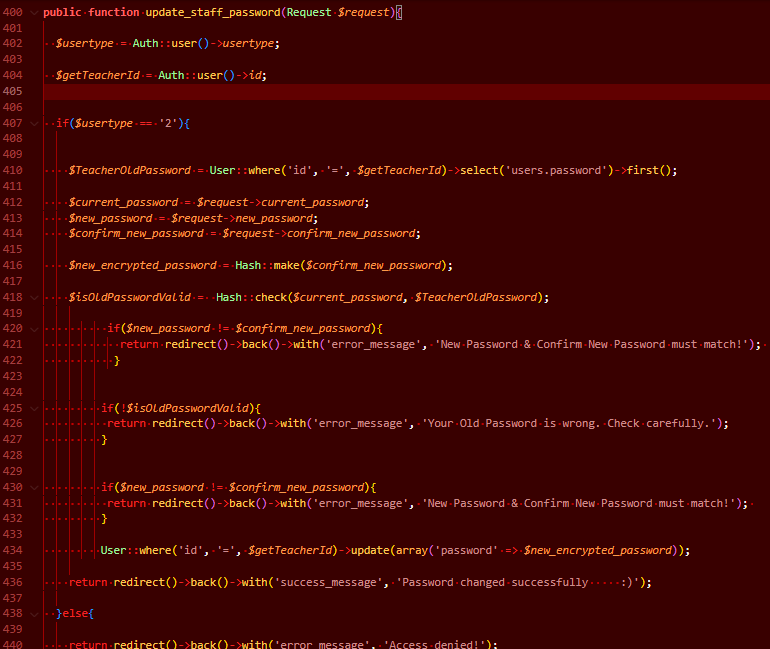 400 public function update_staff_password(Request $request){
401
402 $usertype = Auth::user()->usertype;
403
404 $getTeacherId = Auth::user()->id;
405
406
407 if($usertype == '2'){
408
409
410 $TeacherOldPassword = User::where('id', '=', $getTeacherId)->select('users.password')->first();
411
412 $current_password = $request->current_password;
413 $new_password = $request->new_password;
414 $confirm_new_password = $request->confirm_new_password;
415
416 $new_encrypted_password = Hash::make($confirm_new_password);
417
418 $isOldPasswordValid = Hash::check($current_password, $TeacherOldPassword);
419
420 if($new_password != $confirm_new_password){
421 return redirect()->back()->with('error_message', 'New Password & Confirm New Password must match!');
422 }
423
424
425 if(!$isOldPasswordValid){
426 return redirect()->back()->with('error_message', 'Your Old Password is wrong. Check carefully.');
427 }
428
429
430 if($new_password != $confirm_new_password){
431 return redirect()->back()->with('error_message', 'New Password & Confirm New Password must match!');
432 }
433
434 User::where('id', '=', $getTeacherId)->update(array('password' => $new_encrypted_password));
435
436 return redirect()->back()->with('success_message', 'Password changed successfully     :)');
437
438 }else{
439
440 return redirect()->back()->with('error_message', 'Access denied!');